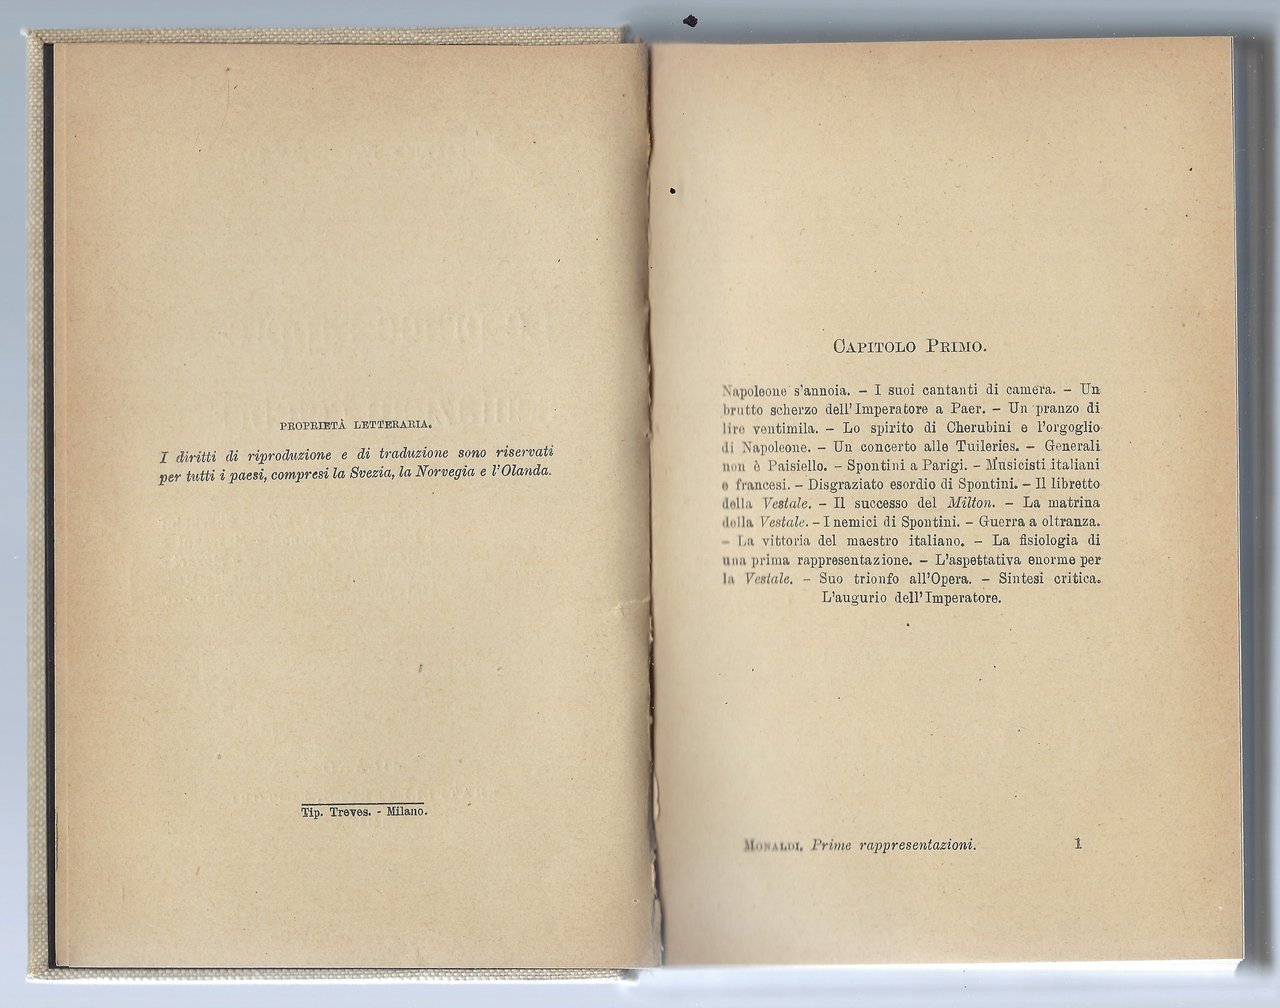 PROPRIETÀ LETTERARIA.
I diritti di riproduzione e di traduzione sono riservati
per tutti i paesi, compresi la Svezia, la Norvegia e l'Olanda.
Tip. Treves. - Milano.
CAPITOLO PRIMO.
Napoleone s'annoia. – I suoi cantanti di camera. – Un
brutto scherzo dell'Imperatore a Paer. – Un pranzo di
lire ventimila. – Lo spirito di Cherubini e l'orgoglio
di Napoleone. – Un concerto alle Tuileries. – Generali
non è Paisiello. – Spontini a Parigi. – Musicisti italiani
e francesi. – Disgraziato esordio di Spontini. – Il libretto
della Vestale. – Il successo del Milton. – La matrina
della Vestale. – I nemici di Spontini. – Guerra a oltranza.
– La vittoria del maestro italiano. – La fisiologia di
una prima rappresentazione. – L'aspettativa enorme per
la Vestale. – Suo trionfo all'Opera. – Sintesi critica.
L'augurio dell'Imperatore.
MONALDI. Prime rappresentazioni. 1